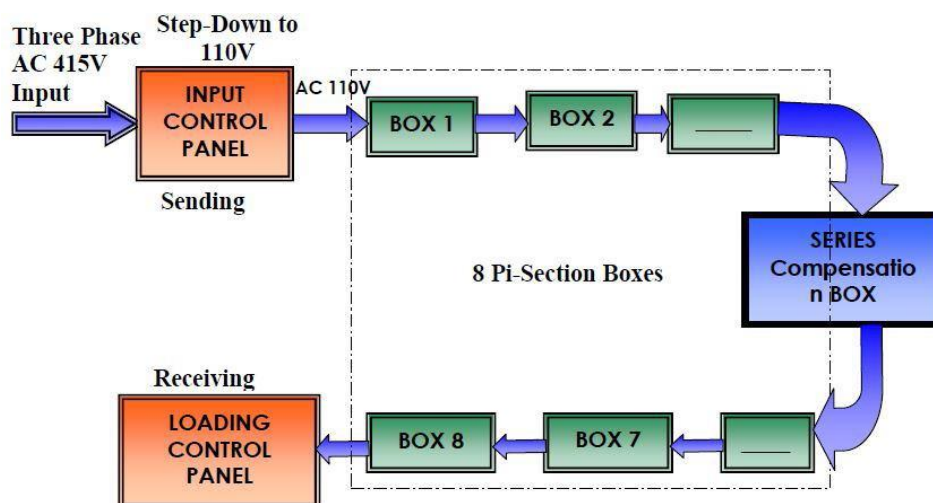 Three Phase
AC 415V
Input
Step-Down to
110V
INPUT
CONTROL
PANEL
Sending
AC 110V
BOX 1
BOX 2
SERIES
Compensatio
n BOX
8 Pi-Section Boxes
Receiving
LOADING
CONTROL
PANEL
BOX 8
BOX 7